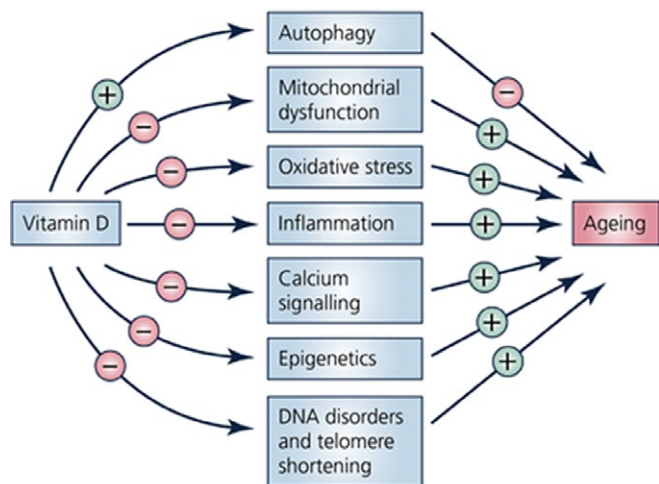 Autophagy
+
−
Mitochondrial
dysfunction
−
+
Oxidative stress
−
+
Vitamin D
−
Inflammation
+
Ageing
Calcium
signalling
−
+
Epigenetics
−
+
DNA disorders
and telomere
shortening
−
+